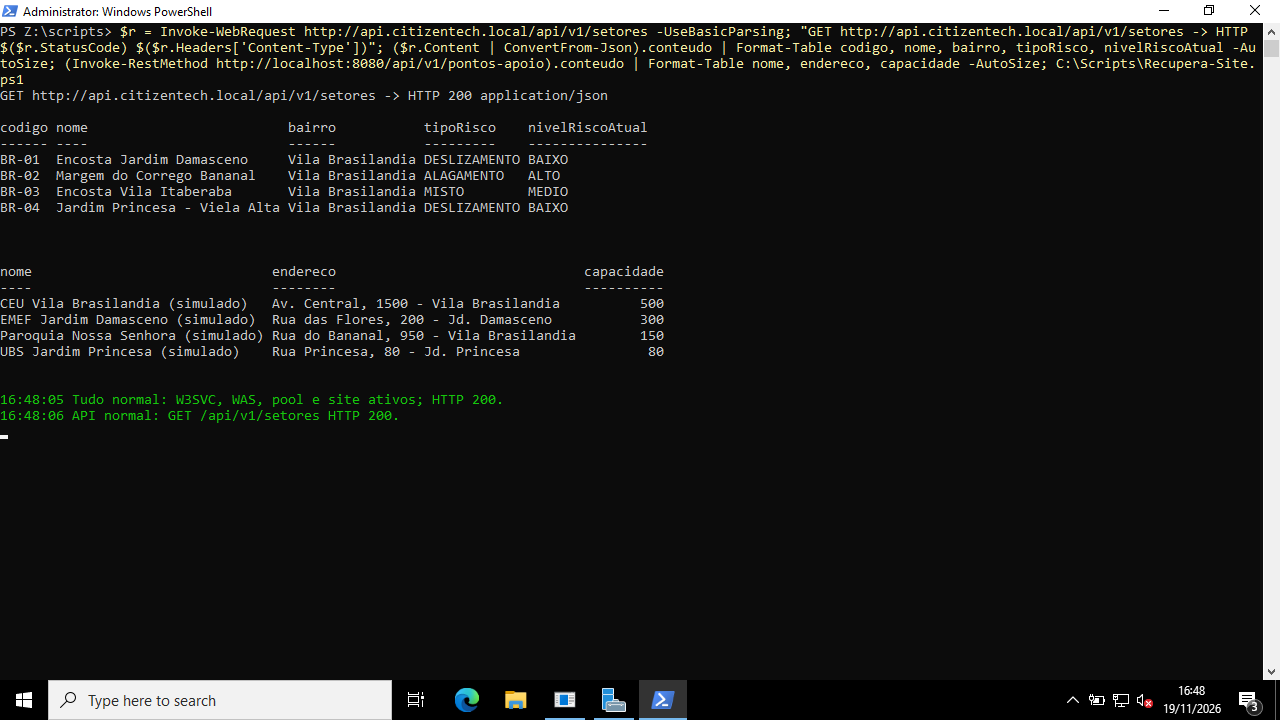 Administrator: Windows PowerShell
PS Z:\scripts> $r = Invoke-WebRequest http://api.citizentech.local/api/v1/setores -UseBasicParsing; "GET http://api.citizentech.local/api/v1/setores -> HTTP
$($r.StatusCode) $($r.Headers['Content-Type'])"; ($r.Content | ConvertFrom-Json).conteudo | Format-Table codigo, nome, bairro, tipoRisco, nivelRiscoAtual -Au
toSize; (Invoke-RestMethod http://localhost:8080/api/v1/pontos-apoio).conteudo | Format-Table nome, endereco, capacidade -AutoSize; C:\Scripts\Recupera-Site.
ps1
GET http://api.citizentech.local/api/v1/setores -> HTTP 200 application/json
codigo nome bairro tipoRisco nivelRiscoAtual
------ ---- ------ --------- ---------------
BR-01 Encosta Jardim Damasceno Vila Brasilandia DESLIZAMENTO BAIXO
BR-02 Margem do Corrego Bananal Vila Brasilandia ALAGAMENTO ALTO
BR-03 Encosta Vila Itaberaba Vila Brasilandia MISTO MEDIO
BR-04 Jardim Princesa - Viela Alta Vila Brasilandia DESLIZAMENTO BAIXO
nome endereco capacidade
---- -------- ----------
CEU Vila Brasilandia (simulado) Av. Central, 1500 - Vila Brasilandia 500
EMEF Jardim Damasceno (simulado) Rua das Flores, 200 - Jd. Damasceno 300
Paroquia Nossa Senhora (simulado) Rua do Bananal, 950 - Vila Brasilandia 150
UBS Jardim Princesa (simulado) Rua Princesa, 80 - Jd. Princesa 80
16:48:05 Tudo normal: W3SVC, WAS, pool e site ativos; HTTP 200.
16:48:06 API normal: GET /api/v1/setores HTTP 200.
Type here to search
16:48
19/11/2026
3